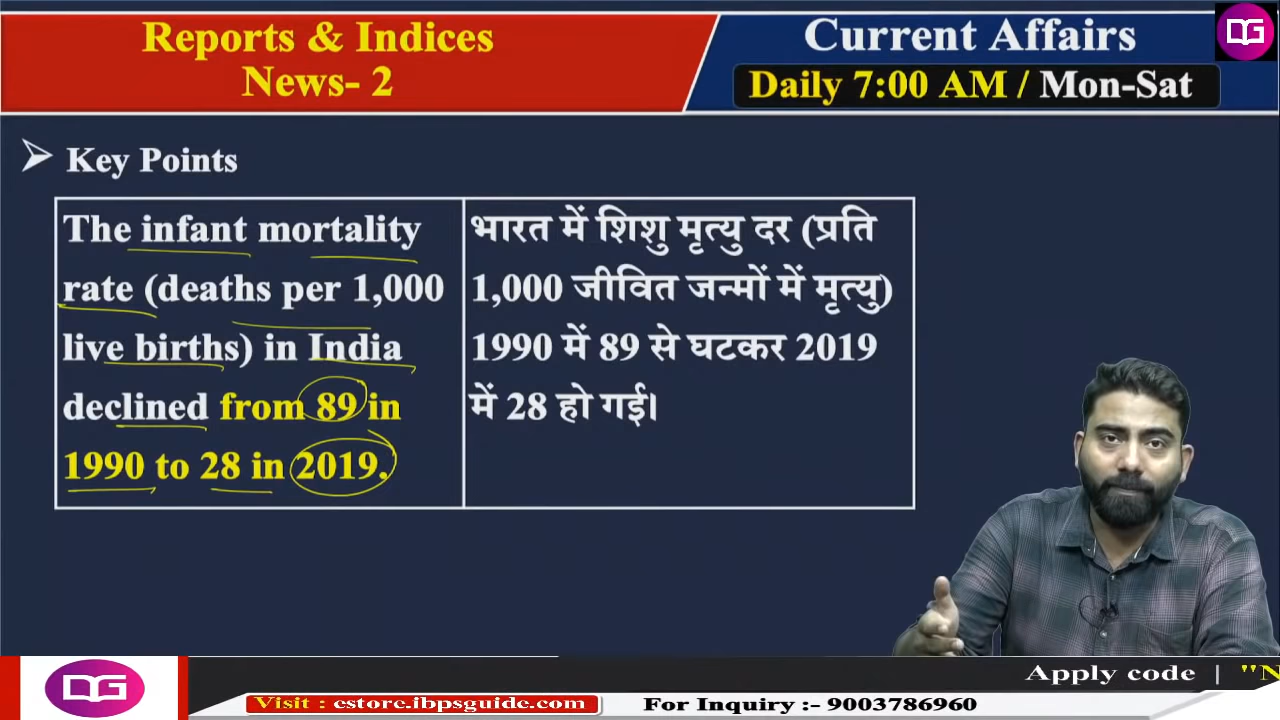 Reports & Indices
News- 2
Current Affairs
Daily 7:00 AM / Mon-Sat
DG
Key Points
The infant mortality
rate (deaths per 1,000
live births) in India
declined from 89 in
1990 to 28 in 2019.
भारत में शिशु मृत्यु दर (प्रति
1,000 जीवित जन्मों में मृत्यु)
1990 में 89 से घटकर 2019
में 28 हो गई।
Apply code | "N
DG
Visit : estore.ibpsguide.com
For Inquiry :- 9003786960